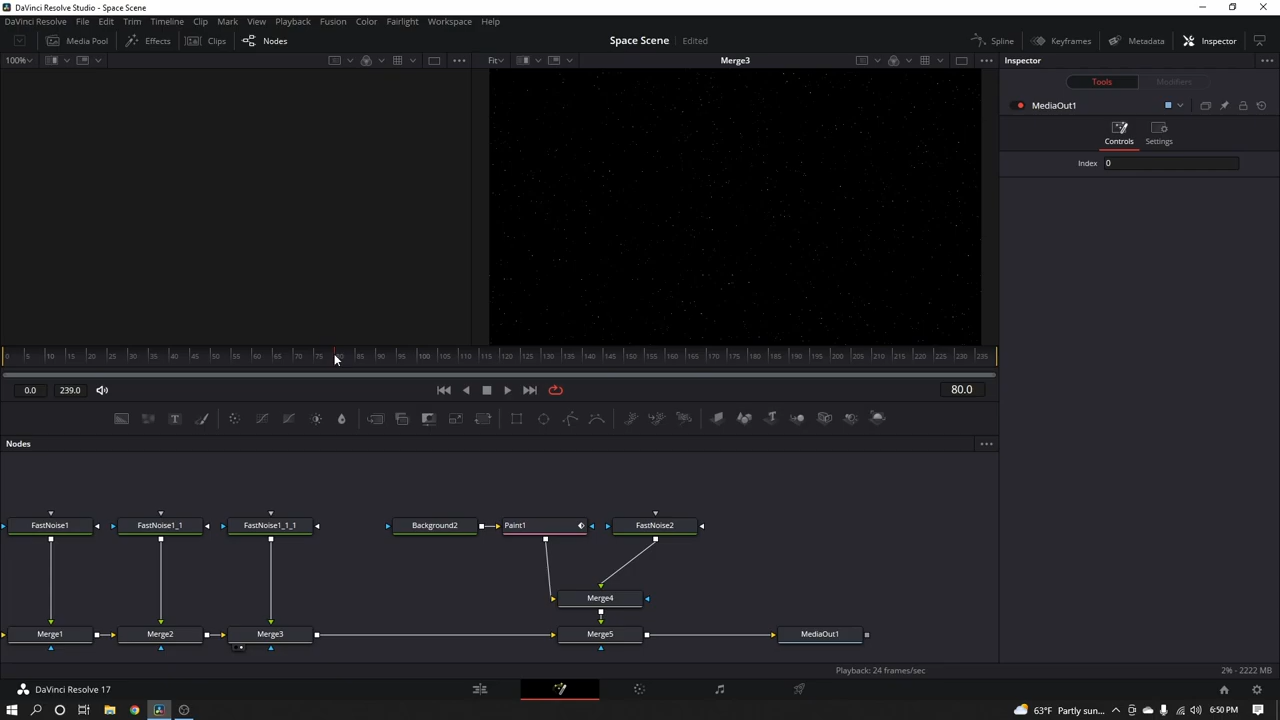 DaVinci Resolve Studio - Space Scene
DaVinci Resolve File Edit Trim Timeline Clip Mark View Playback Fusion Color Fairlight Workspace Help
Media Pool Effects Clips Nodes Space Scene Edited Spline Keyframes Metadata Inspector
100% Fit Merge3 Inspector
Tools Modifiers
MediaOut1
Controls Settings
Index 0
0 5 10 15 20 25 30 35 40 45 50 55 60 65 70 75 80 85 90 95 100 105 110 115 120 125 130 135 140 145 150 155 160 165 170 175 180 185 190 195 200 205 210 215 220 225 230 235
0.0 239.0 80.0
Nodes
FastNoise1 FastNoise1_1 FastNoise1_1_1 Background2 Paint1 FastNoise2
Merge4
Merge1 Merge2 Merge3 Merge5 MediaOut1
Playback: 24 frames/sec 2% - 2222 MB
DaVinci Resolve 17
63°F Partly sun... 6:50 PM